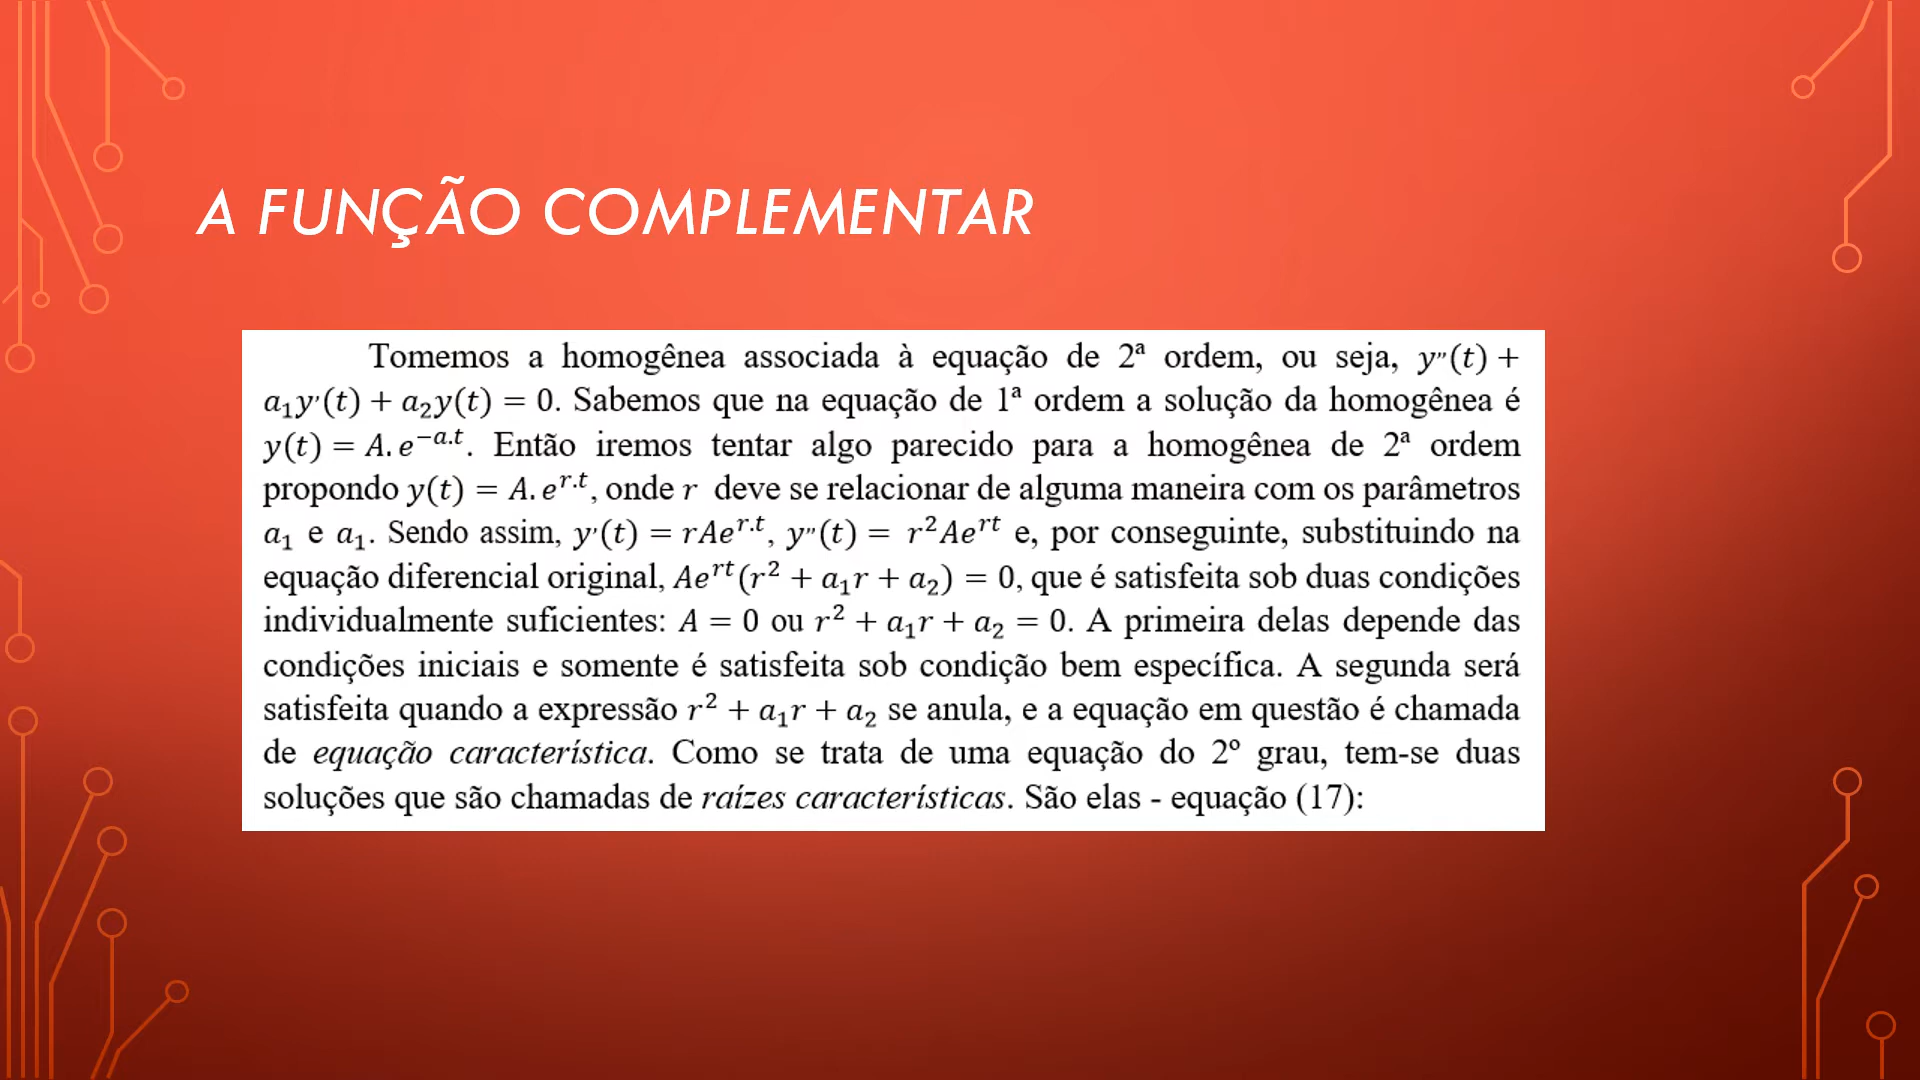 A FUNÇÃO COMPLEMENTAR
Tomemos a homogênea associada à equação de 2ª ordem, ou seja, y”(t) +
a₁y’(t) + a₂y(t) = 0. Sabemos que na equação de 1ª ordem a solução da homogênea é
y(t) = A. e^{−a.t}. Então iremos tentar algo parecido para a homogênea de 2ª ordem
propondo y(t) = A. e^{r.t}, onde r deve se relacionar de alguma maneira com os parâmetros
a₁ e a₁. Sendo assim, y’(t) = rAe^{r.t}, y”(t) = r²Ae^{rt} e, por conseguinte, substituindo na
equação diferencial original, Ae^{rt}(r² + a₁r + a₂) = 0, que é satisfeita sob duas condições
individualmente suficientes: A = 0 ou r² + a₁r + a₂ = 0. A primeira delas depende das
condições iniciais e somente é satisfeita sob condição bem específica. A segunda será
satisfeita quando a expressão r² + a₁r + a₂ se anula, e a equação em questão é chamada
de equação característica. Como se trata de uma equação do 2º grau, tem-se duas
soluções que são chamadas de raízes características. São elas - equação (17):